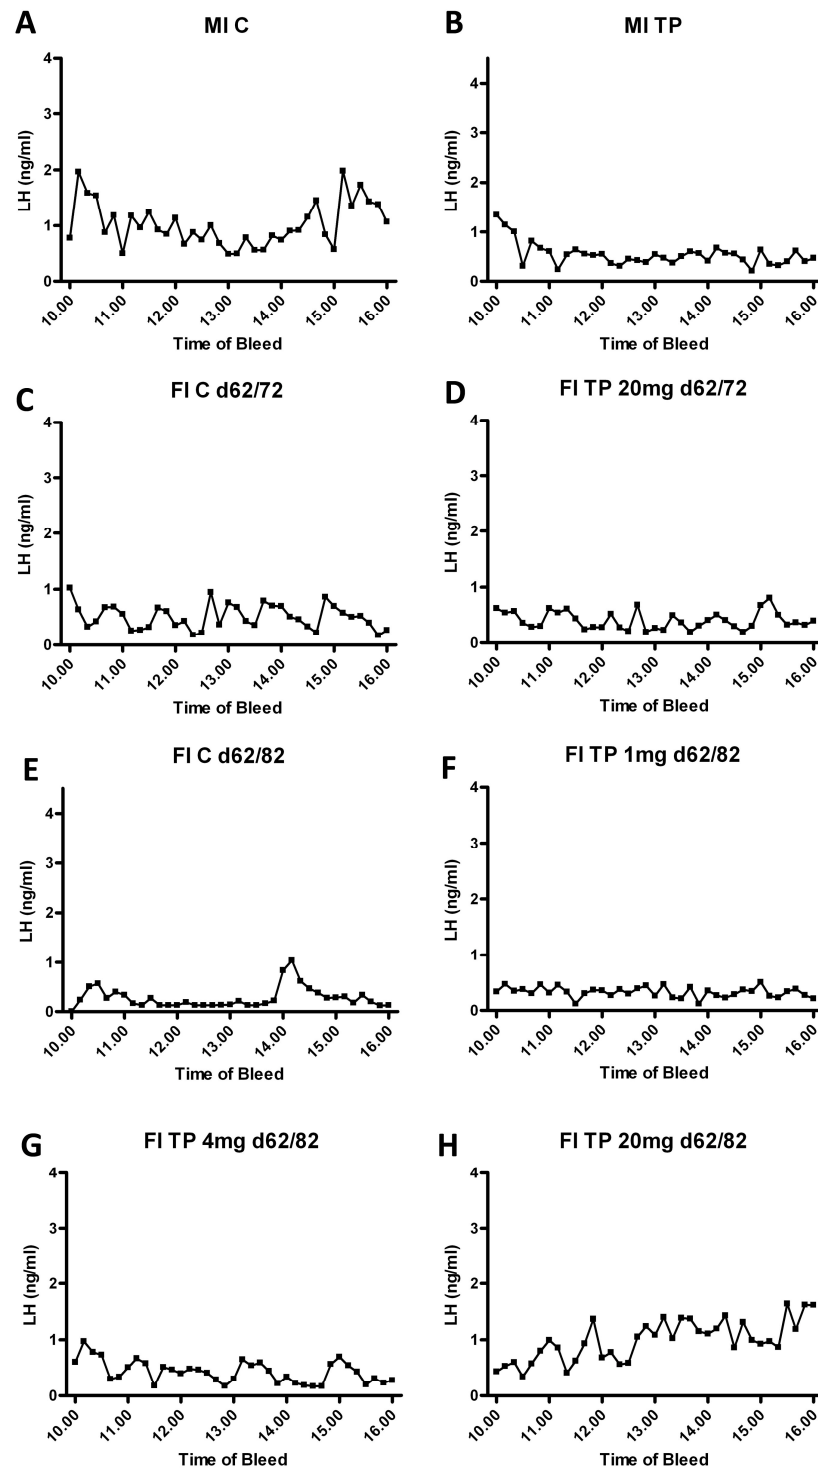 A
MI C
4
3
2
1
0
LH (ng/ml)
10.00 11.00 12.00 13.00 14.00 15.00 16.00
Time of Bleed
B
MI TP
4
3
2
1
0
LH (ng/ml)
10.00 11.00 12.00 13.00 14.00 15.00 16.00
Time of Bleed
C
FI C d62/72
4
3
2
1
0
LH (ng/ml)
10.00 11.00 12.00 13.00 14.00 15.00 16.00
Time of Bleed
D
FI TP 20mg d62/72
4
3
2
1
0
LH (ng/ml)
10.00 11.00 12.00 13.00 14.00 15.00 16.00
Time of Bleed
E
FI C d62/82
4
3
2
1
0
LH (ng/ml)
10.00 11.00 12.00 13.00 14.00 15.00 16.00
Time of Bleed
F
FI TP 1mg d62/82
4
3
2
1
0
LH (ng/ml)
10.00 11.00 12.00 13.00 14.00 15.00 16.00
Time of Bleed
G
FI TP 4mg d62/82
4
3
2
1
0
LH (ng/ml)
10.00 11.00 12.00 13.00 14.00 15.00 16.00
Time of Bleed
H
FI TP 20mg d62/82
4
3
2
1
0
LH (ng/ml)
10.00 11.00 12.00 13.00 14.00 15.00 16.00
Time of Bleed